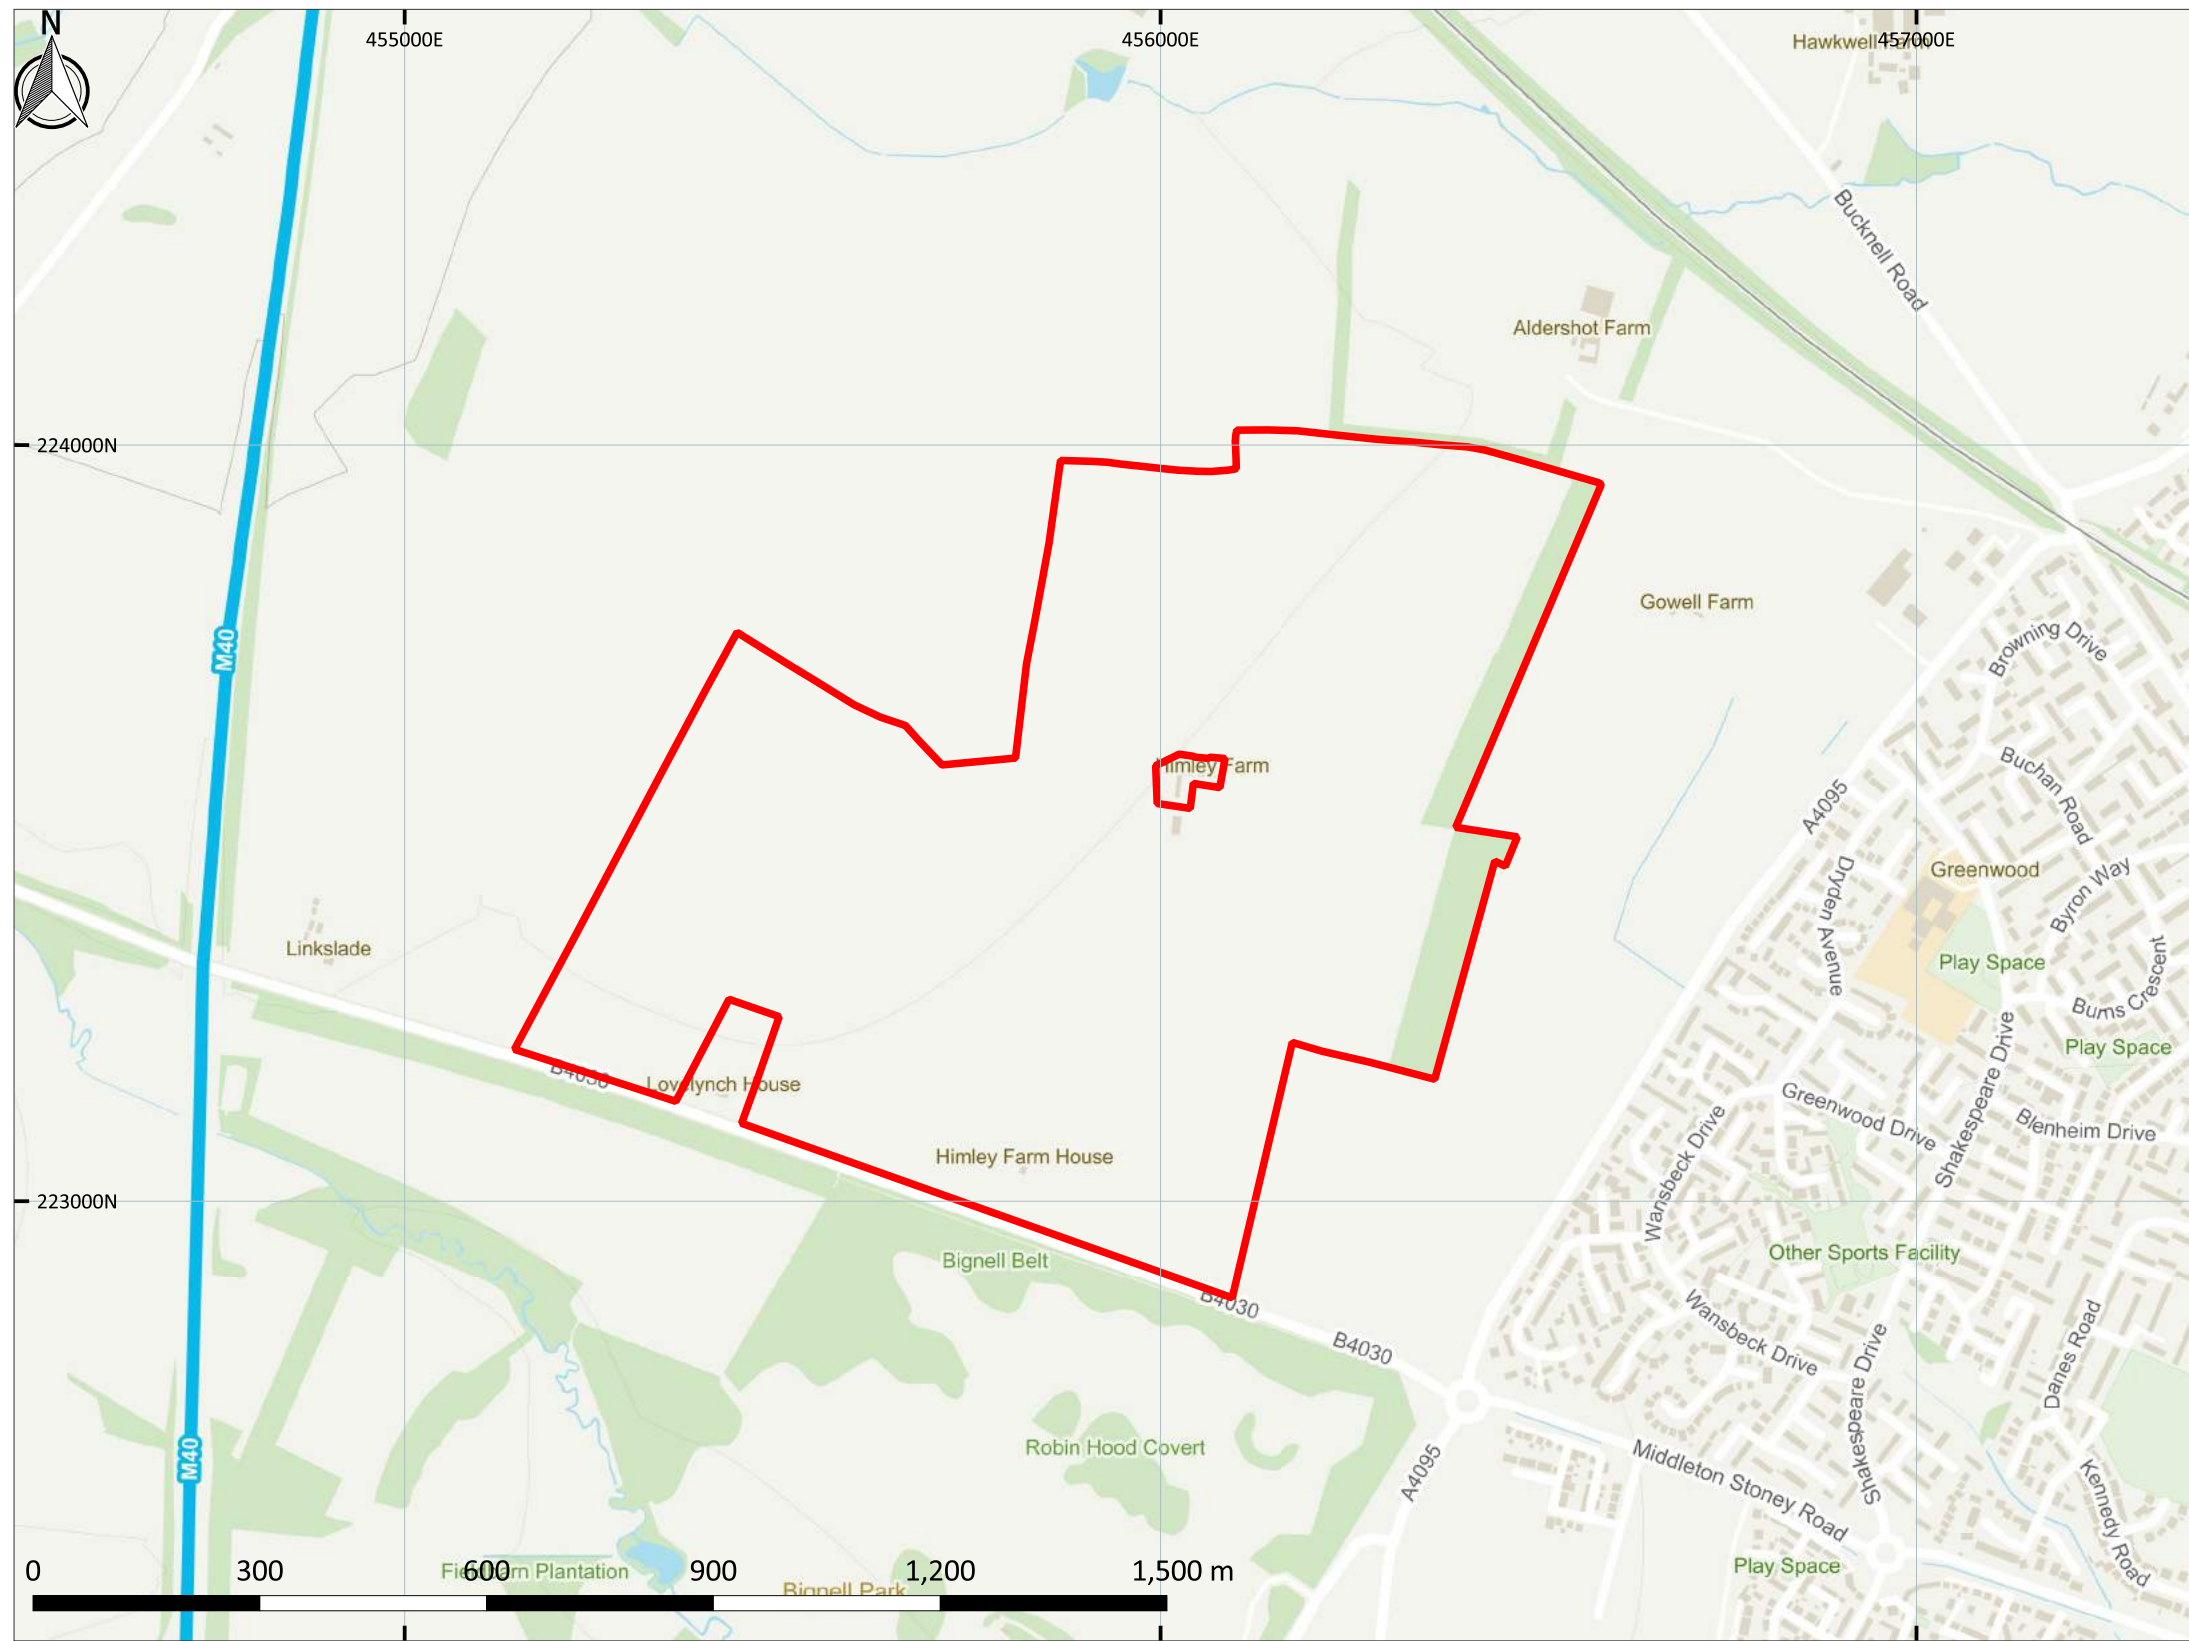 N
455000E
456000E
457000E
Hawkwell Farm
Bucknell Road
Aldershot Farm
224000N
M40
Gowell Farm
Browning Drive
Buchan Road
Himley Farm
A4095
Dryden Avenue
Greenwood
Byron Way
Linkslade
Play Space
Burns Crescent
B4030
Lovelynch House
Play Space
Greenwood Drive
Shakespeare Drive
Blenheim Drive
Himley Farm House
Wansbeck Drive
223000N
Bignell Belt
Other Sports Facility
B4030
B4030
Wansbeck Drive
Shakespeare Drive
Danes Road
Robin Hood Covert
M40
A4095
Middleton Stoney Road
Kennedy Road
Play Space
Bignell Park
0 300 600 900 1,200 1,500 m
Plantation